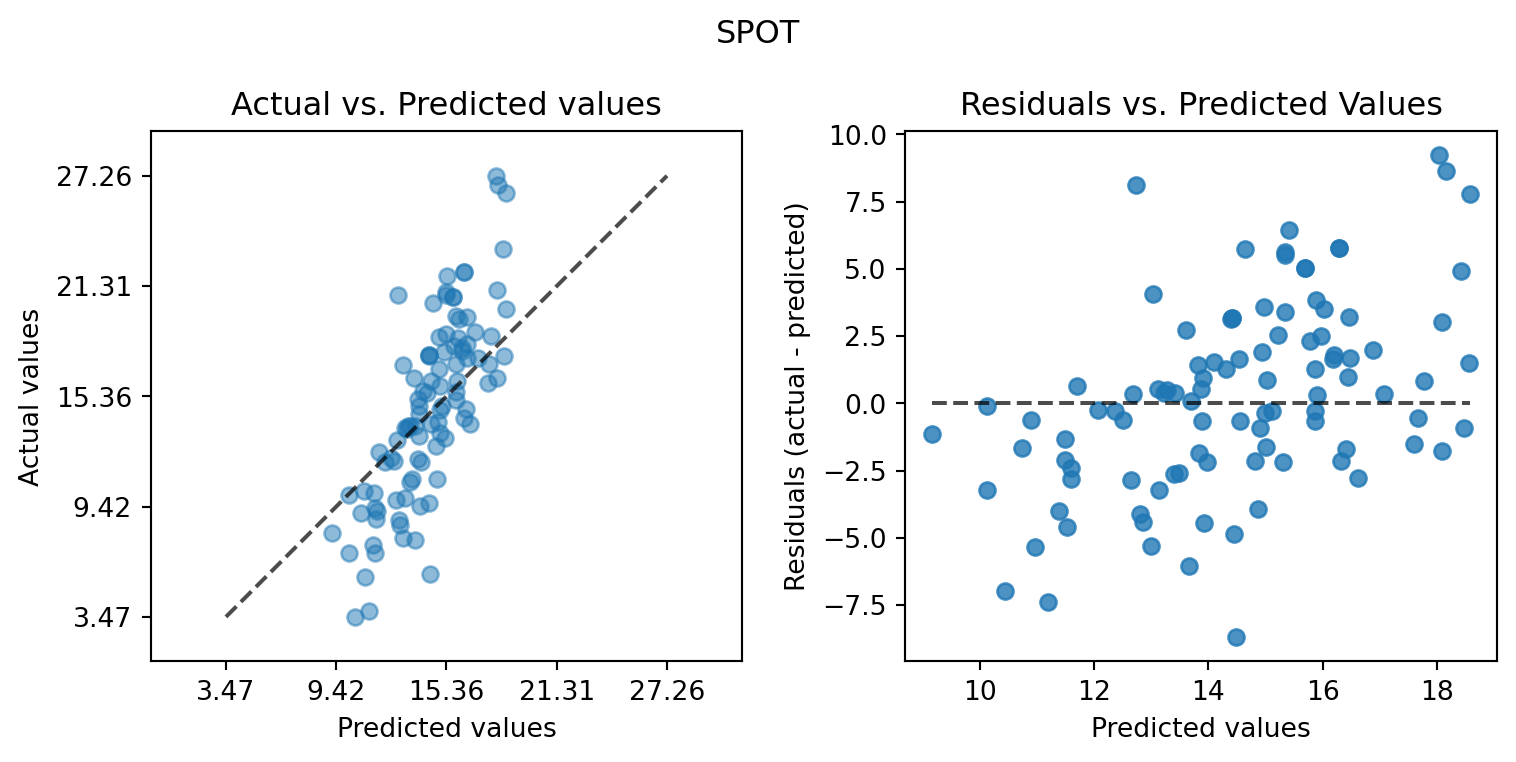 SPOT
Actual vs. Predicted values
27.26
21.31
15.36
9.42
3.47
Actual values
3.47 9.42 15.36 21.31 27.26
Predicted values
Residuals vs. Predicted Values
10.0
7.5
5.0
2.5
0.0
−2.5
−5.0
−7.5
Residuals (actual - predicted)
10 12 14 16 18
Predicted values